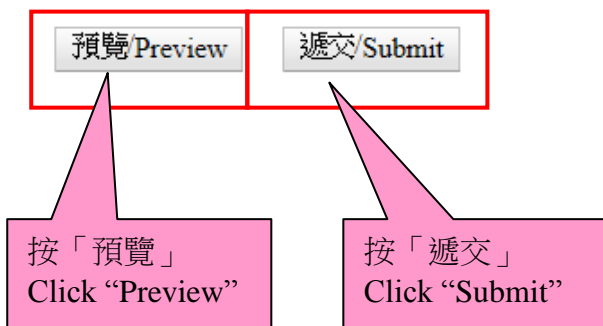 預覽/Preview
遞交/Submit
按「預覽」
Click “Preview”
按「遞交」
Click “Submit”